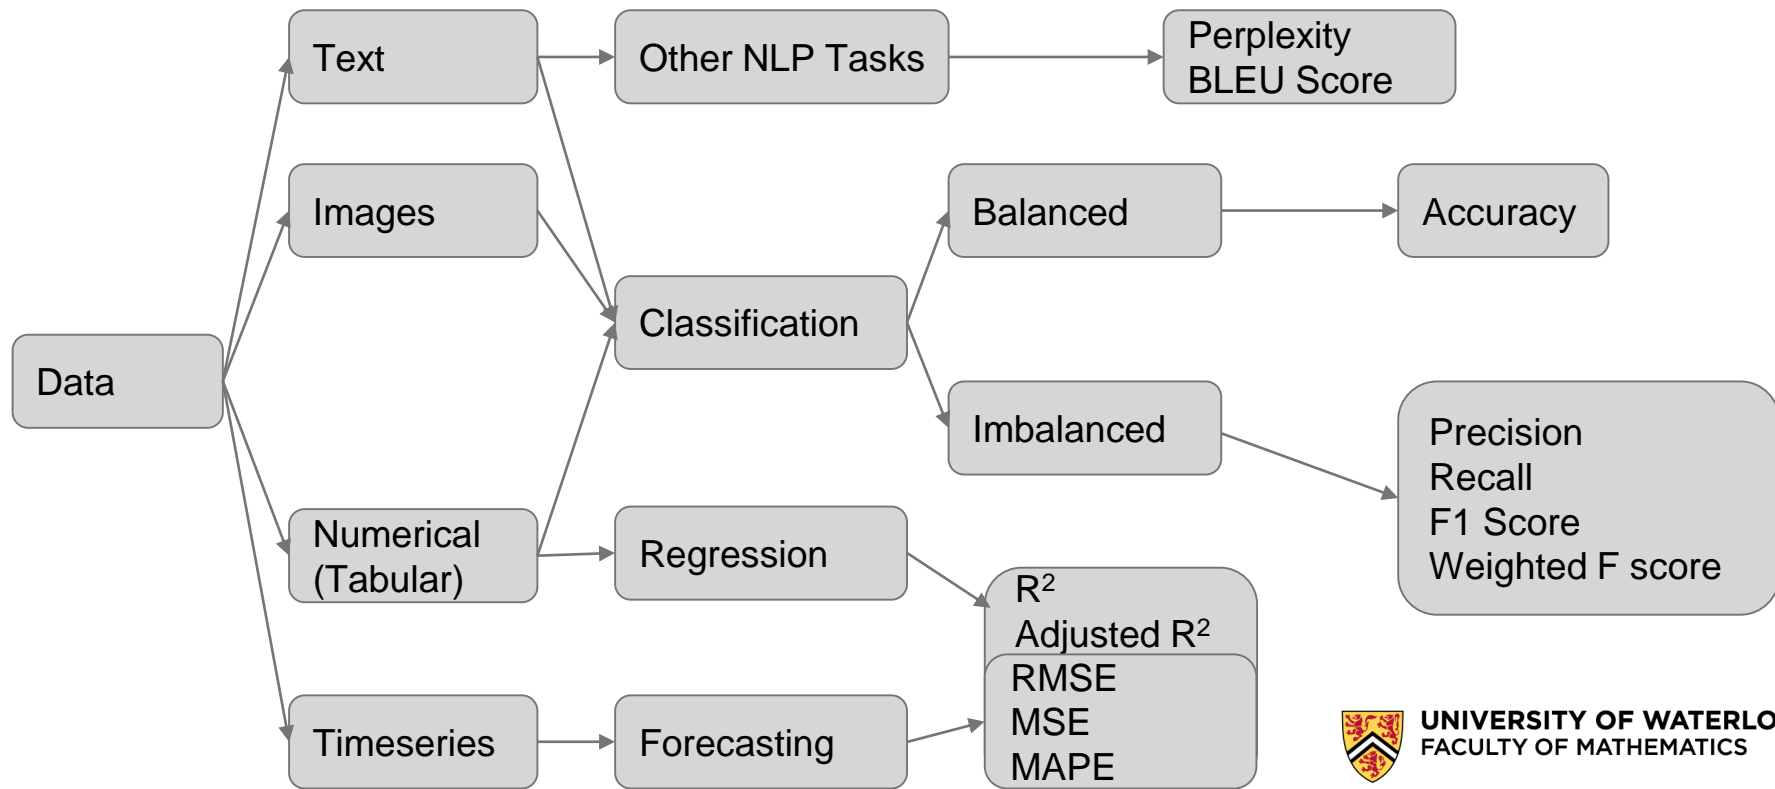 Text
Other NLP Tasks
Perplexity
BLEU Score
Images
Balanced
Accuracy
Classification
Data
Imbalanced
Precision
Recall
F1 Score
Weighted F score
Numerical
(Tabular)
Regression
R²
Adjusted R²
RMSE
MSE
MAPE
Timeseries
Forecasting
UNIVERSITY OF WATERLO
FACULTY OF MATHEMATICS